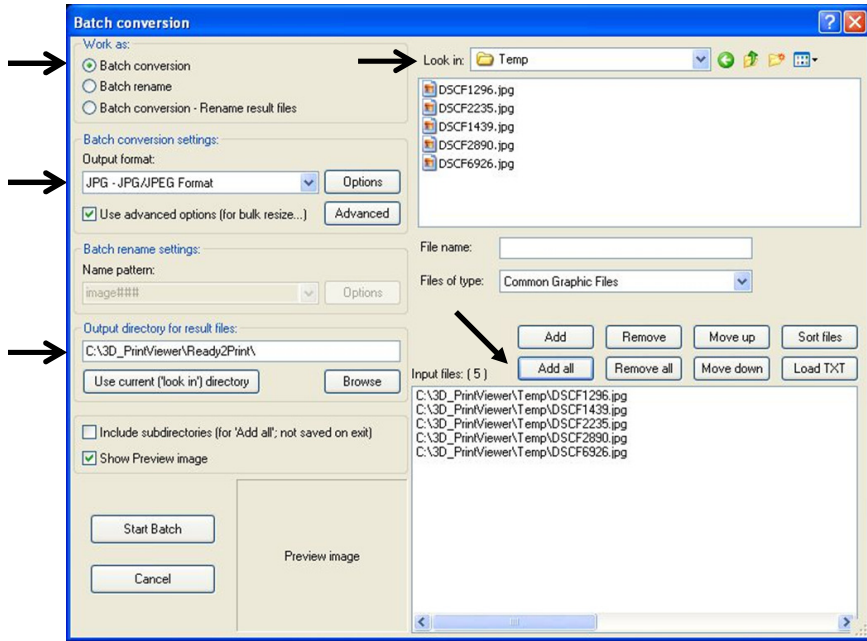 Batch conversion
Work as:
Batch conversion
Batch rename
Batch conversion - Rename result files
Batch conversion settings:
Output format:
JPG - JPG/JPEG Format
Options
Use advanced options (for bulk resize...)
Advanced
Batch rename settings:
Name pattern:
image###
Options
Output directory for result files:
C:\3D_PrintViewer\Ready2Print\
Use current ('look in') directory
Browse
Include subdirectories (for 'Add all'; not saved on exit)
Show Preview image
Start Batch
Cancel
Preview image
Look in:
Temp
DSCF1296.jpg
DSCF2235.jpg
DSCF1439.jpg
DSCF2890.jpg
DSCF6926.jpg
File name:
Files of type:
Common Graphic Files
Add
Remove
Move up
Sort files
Input files: ( 5 )
Add all
Remove all
Move down
Load TXT
C:\3D_PrintViewer\Temp\DSCF1296.jpg
C:\3D_PrintViewer\Temp\DSCF1439.jpg
C:\3D_PrintViewer\Temp\DSCF2235.jpg
C:\3D_PrintViewer\Temp\DSCF2890.jpg
C:\3D_PrintViewer\Temp\DSCF6926.jpg